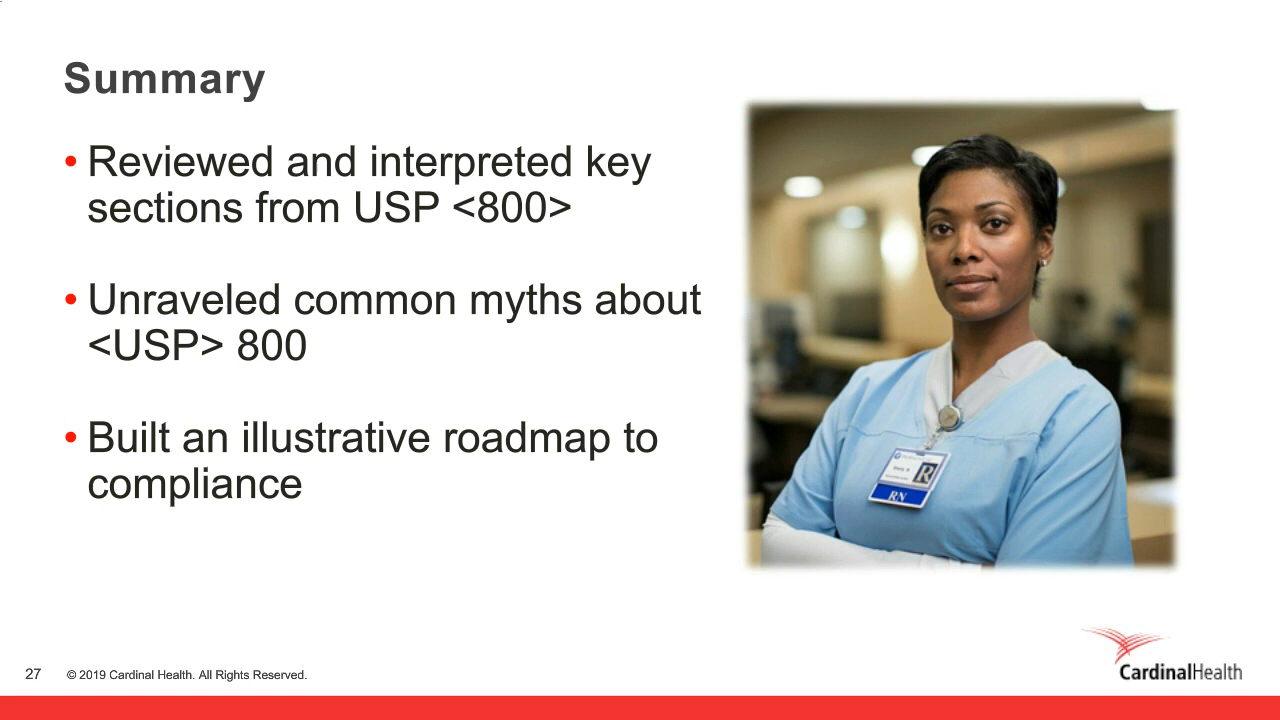 Summary
• Reviewed and interpreted key
sections from USP <800>
• Unraveled common myths about
<USP> 800
• Built an illustrative roadmap to
compliance
R
RN
27 © 2019 Cardinal Health. All Rights Reserved.
CardinalHealth